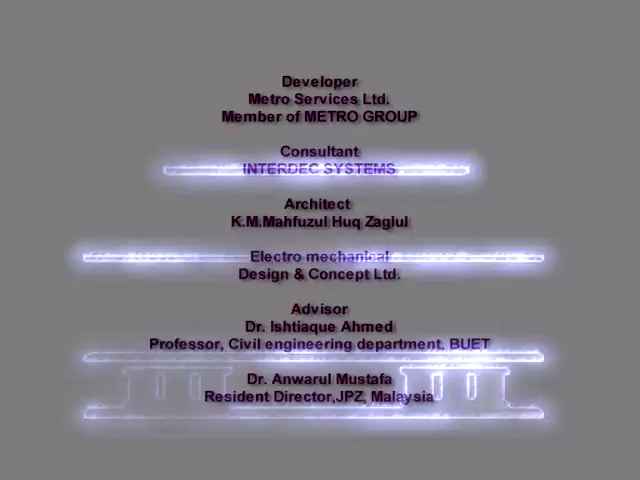 Developer
Metro Services Ltd.
Member of METRO GROUP
Consultant
INTERDEC SYSTEMS
Architect
K.M.Mahfuzul Huq Zaglul
Electro mechanical
Design & Concept Ltd.
Advisor
Dr. Ishtiaque Ahmed
Professor, Civil engineering department, BUET
Dr. Anwarul Mustafa
Resident Director,JPZ, Malaysia